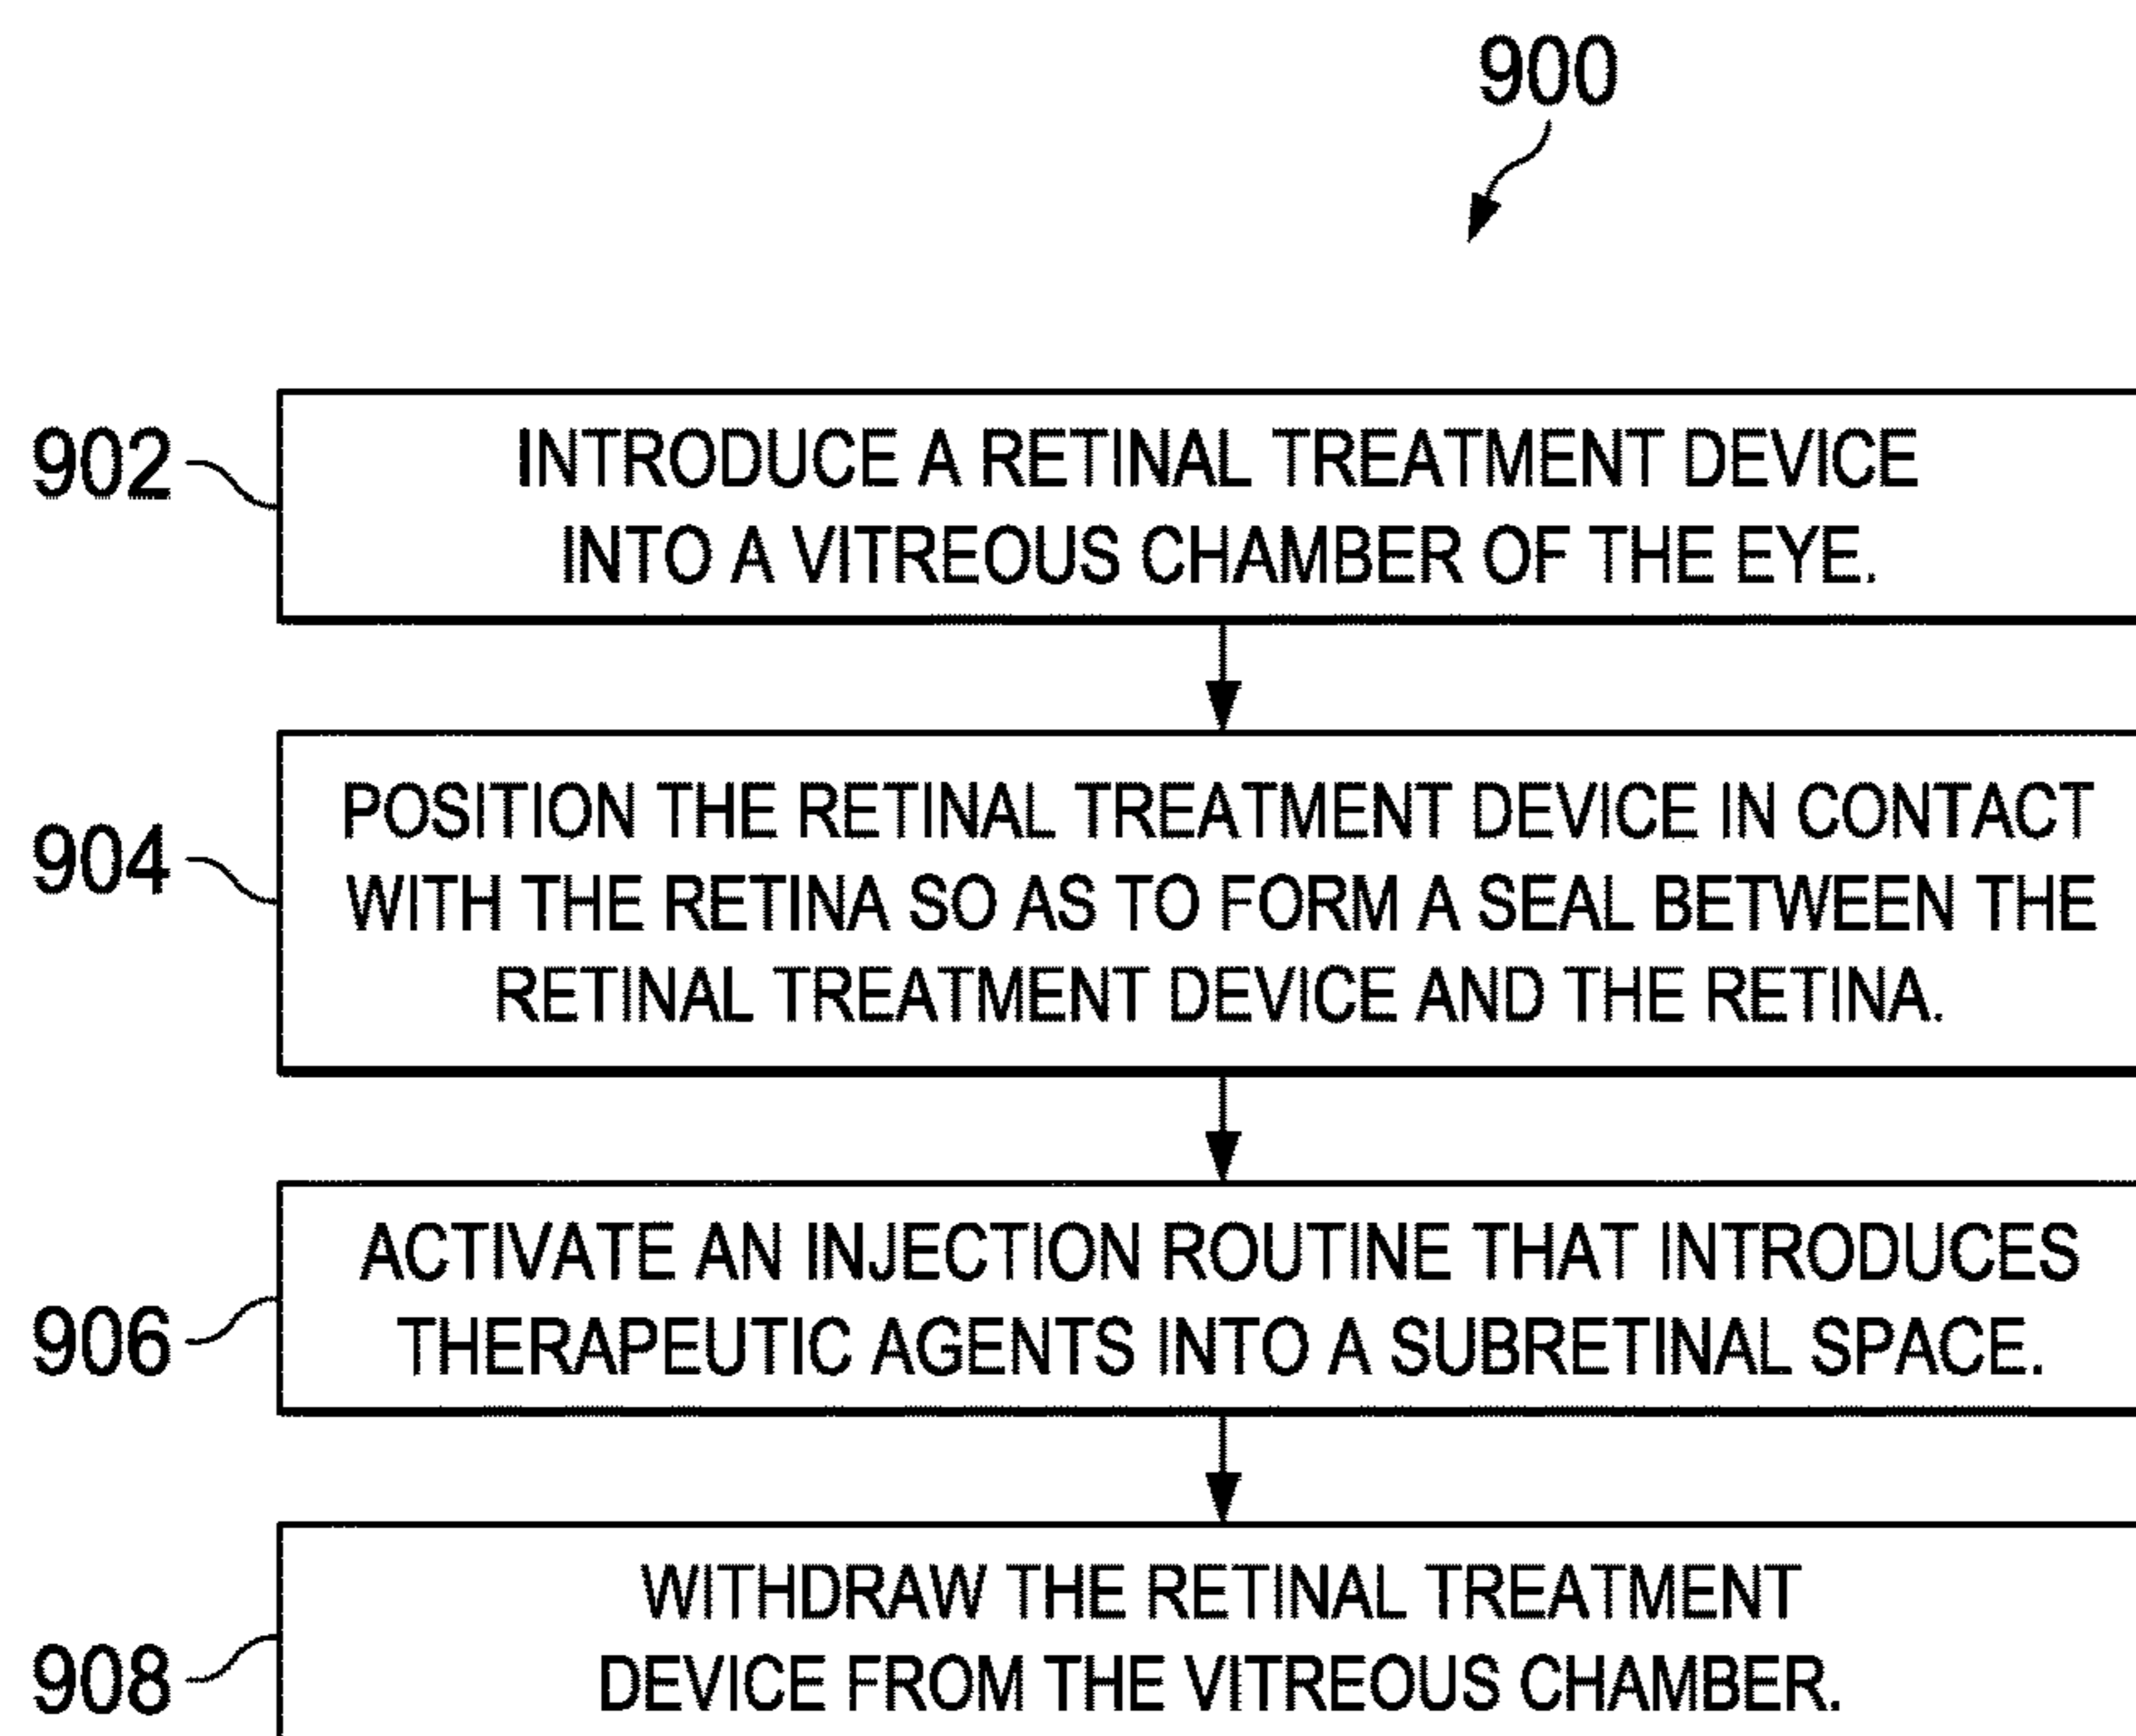 900
902
INTRODUCE A RETINAL TREATMENT DEVICE
INTO A VITREOUS CHAMBER OF THE EYE.
904
POSITION THE RETINAL TREATMENT DEVICE IN CONTACT
WITH THE RETINA SO AS TO FORM A SEAL BETWEEN THE
RETINAL TREATMENT DEVICE AND THE RETINA.
906
ACTIVATE AN INJECTION ROUTINE THAT INTRODUCES
THERAPEUTIC AGENTS INTO A SUBRETINAL SPACE.
908
WITHDRAW THE RETINAL TREATMENT
DEVICE FROM THE VITREOUS CHAMBER.